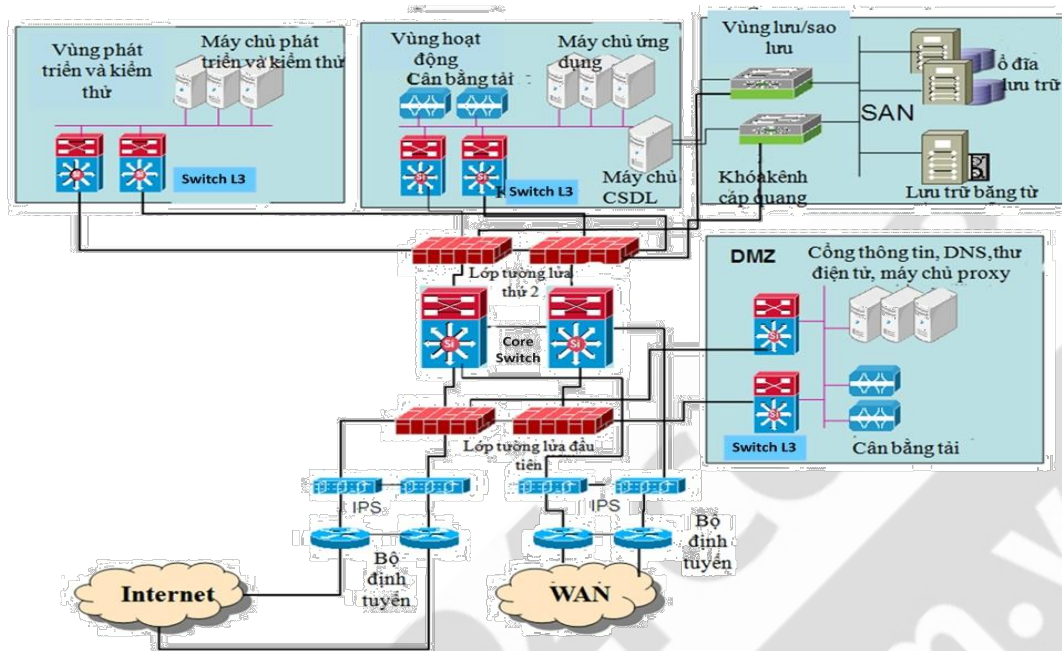 Vùng phát
triển và kiểm
thử
Máy chủ phát
triển và kiểm thử
Switch L3
Vùng hoạt
động
Cân bằng tải
Máy chủ ứng
dụng
Switch L3
Máy chủ
CSDL
Vùng lưu/sao
lưu
SAN
ổ đĩa
lưu trữ
Khóakênh
cáp quang
Lưu trữ băng từ
Lớp tường lửa
thứ 2
Core
Switch
DMZ
Cổng thông tin, DNS,thư
điện tử, máy chủ proxy
Switch L3
Cân bằng tải
Lớp tường lửa đầu
tiên
IPS
IPS
Bộ
định
tuyến
Bộ
định
tuyến
Internet
WAN